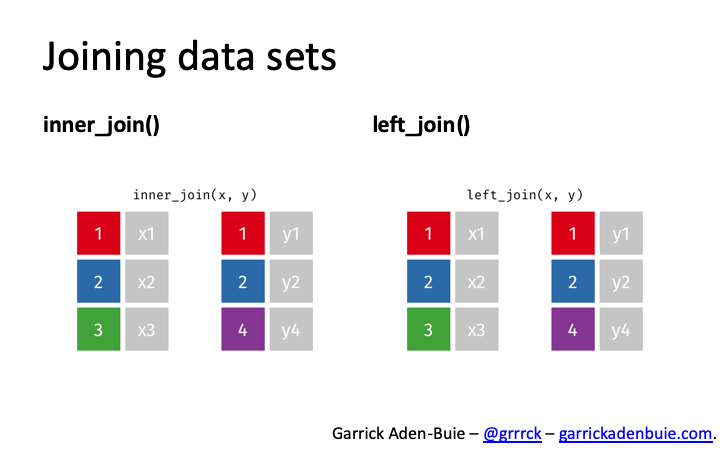 Joining data sets
inner_join()
left_join()
inner_join(x, y)
1 x1 1 y1
2 x2 2 y2
3 x3 4 y4
left_join(x, y)
1 x1 1 y1
2 x2 2 y2
3 x3 4 y4
Garrick Aden-Buie – @grrrck – garrickadenbuie.com.